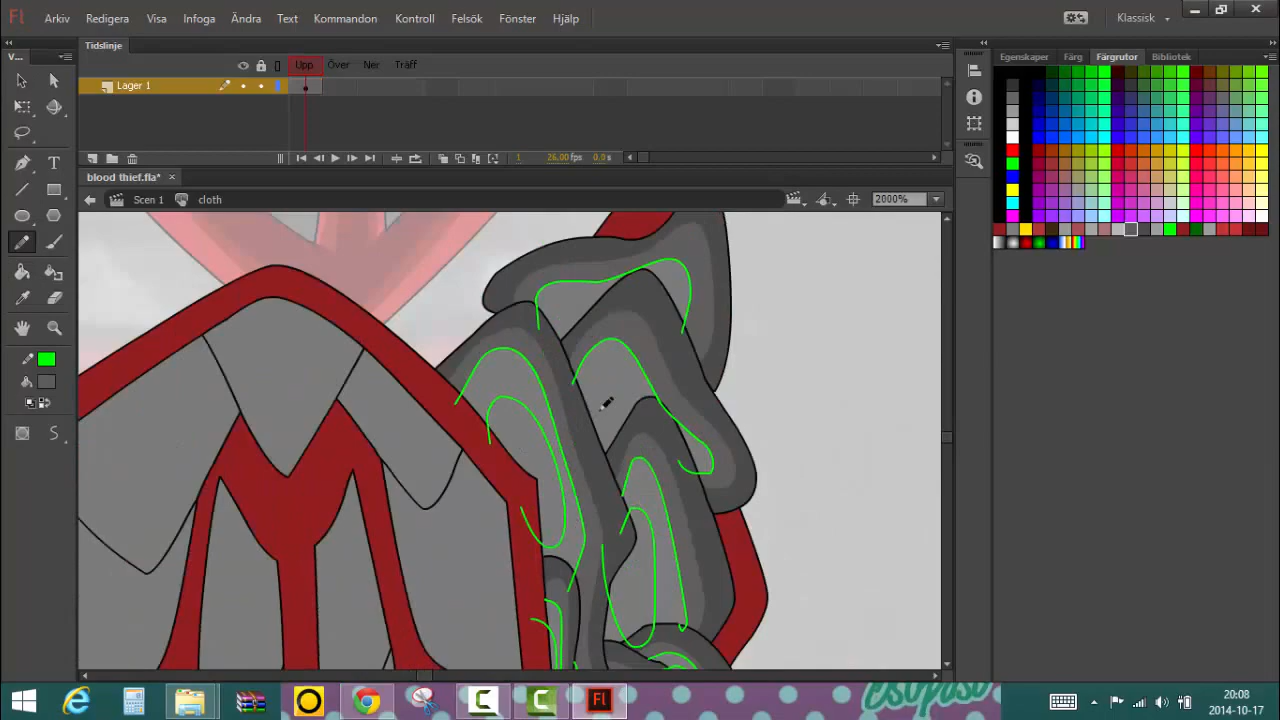 Fl Arkiv Redigera Visa Infoga Ändra Text Kommandon Kontroll Felsök Fönster Hjälp Klassisk
V... Tidslinje Egenskaper Färg Färgrutor Bibliotek
Upp Över Ner Träff
Lager 1
1 26.00 fps 0.0 s
blood thief.fla*
Scen 1 cloth 2000%
20:08
2014-10-17